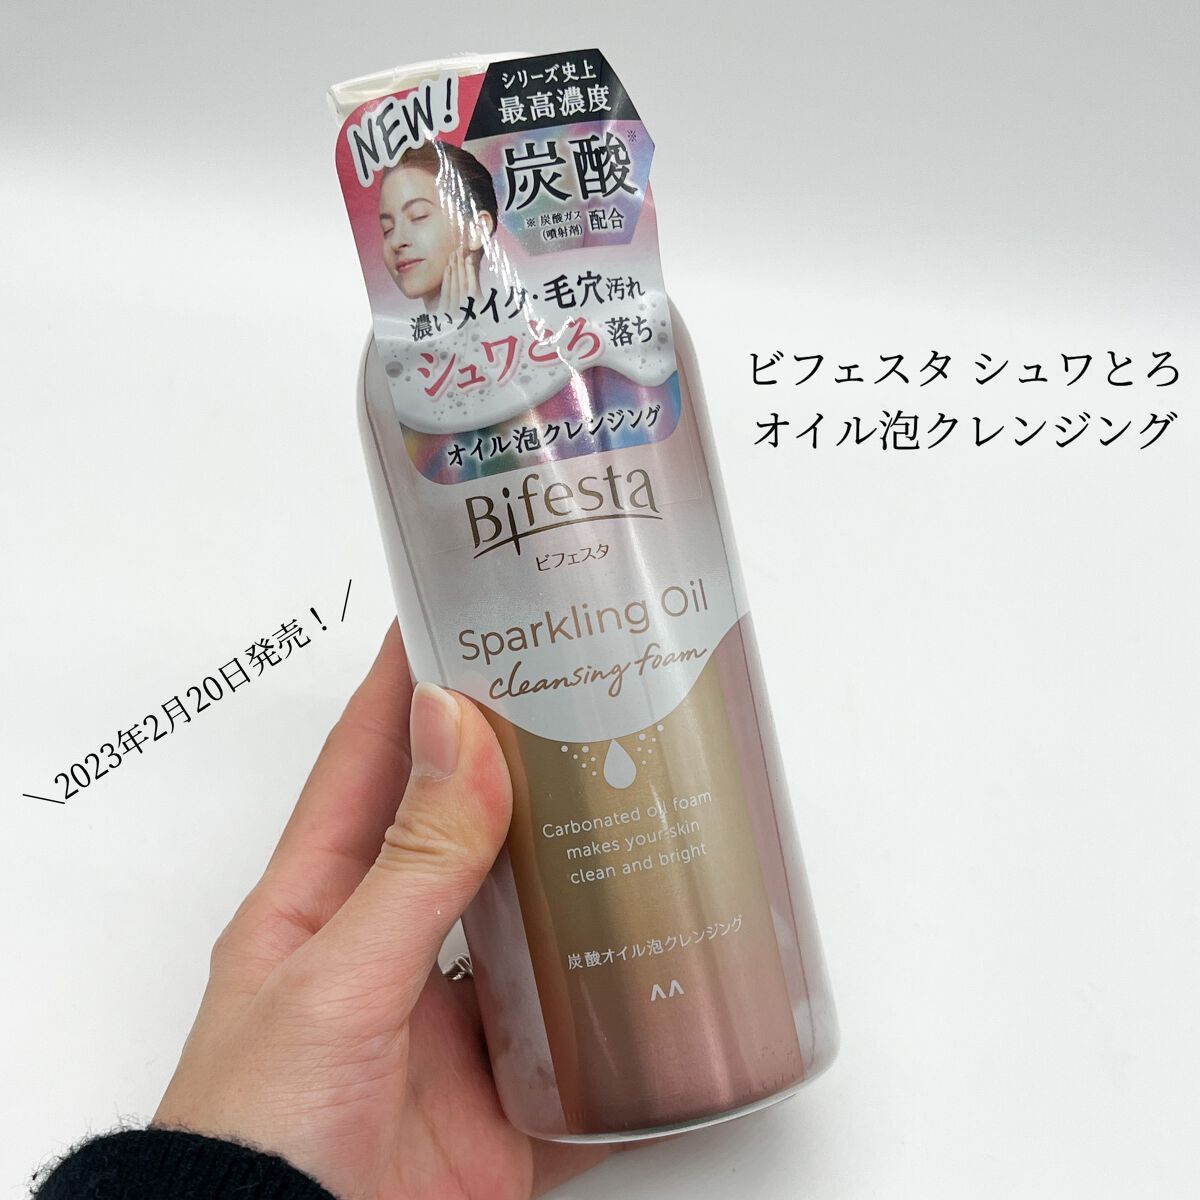 NEW!
シリーズ史上
最高濃度
炭酸※
※炭酸ガス
(噴射剤)
配合
濃いメイク・毛穴汚れ
シュワとろ落ち
オイル泡クレンジング
Bifesta
ビフェスタ
Sparkling Oil
cleansing foam
Carbonated oil foam
makes your skin
clean and bright
炭酸オイル泡クレンジング
ビフェスタ シュワとろ
オイル泡クレンジング
＼2023年2月20日発売！／